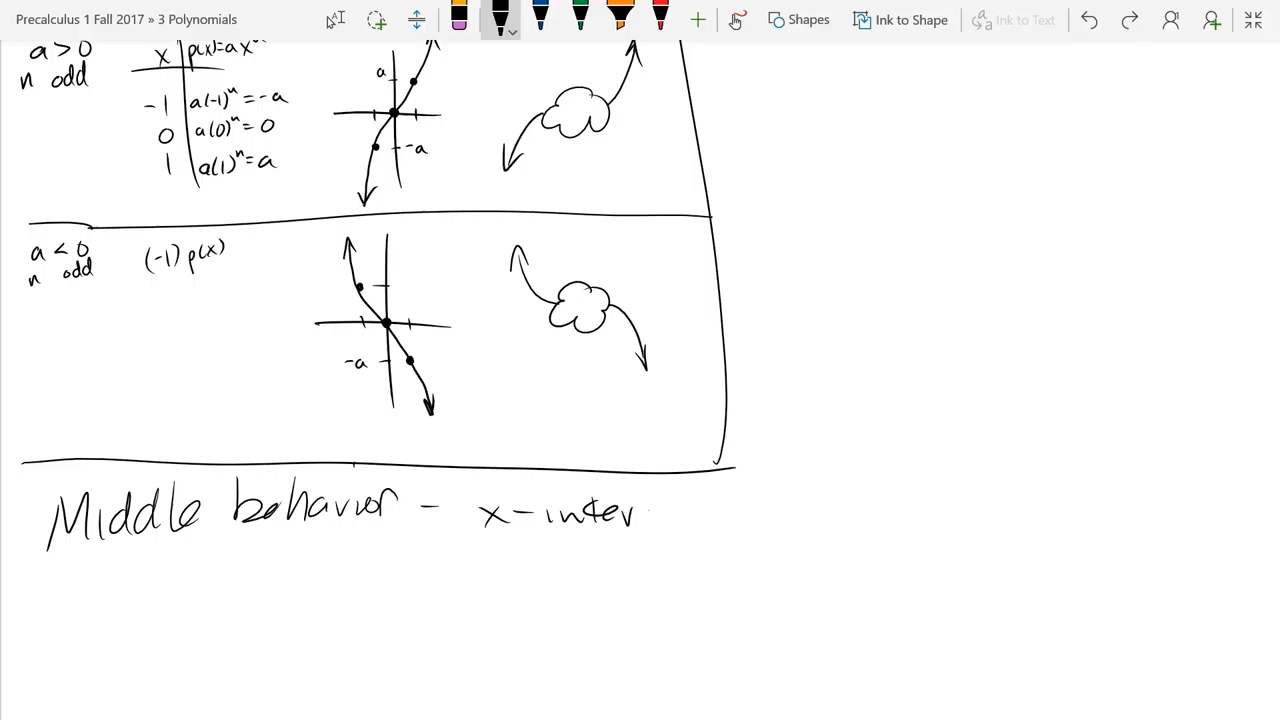 Precalculus 1 Fall 2017 » 3 Polynomials
Shapes
Ink to Shape
Ink to Text
a > 0
n odd
x p(x)=ax^n
-1 a(-1)^n = -a
0 a(0)^n = 0
1 a(1)^n = a
a
-a
a < 0
n odd
(-1) p(x)
-a
Middle behavior - x-inter